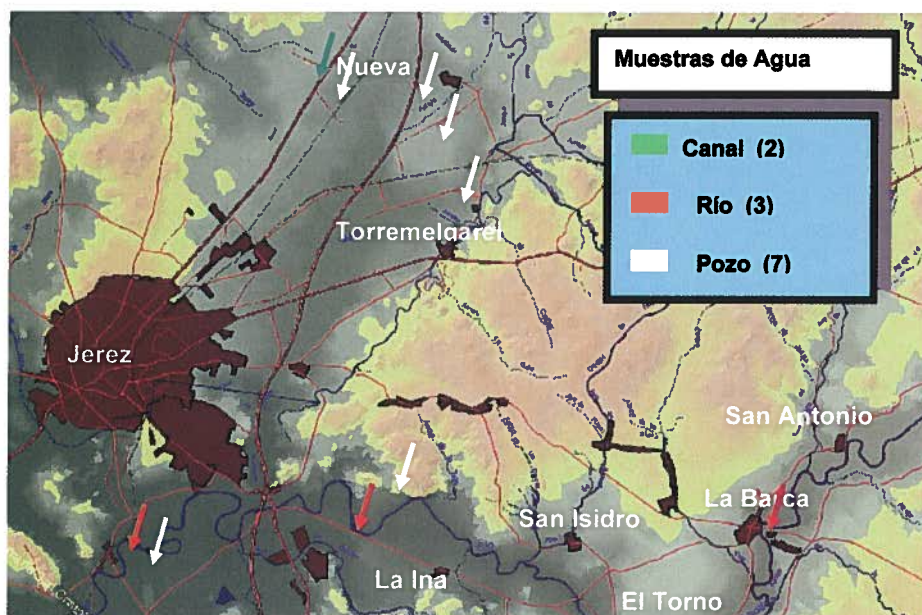 Muestras de Agua
Nueva
Canal (2)
Río (3)
Pozo (7)
Torremelgarej
Jerez
San Antonio
La Barca
San Isidro
La Ina
El Torno